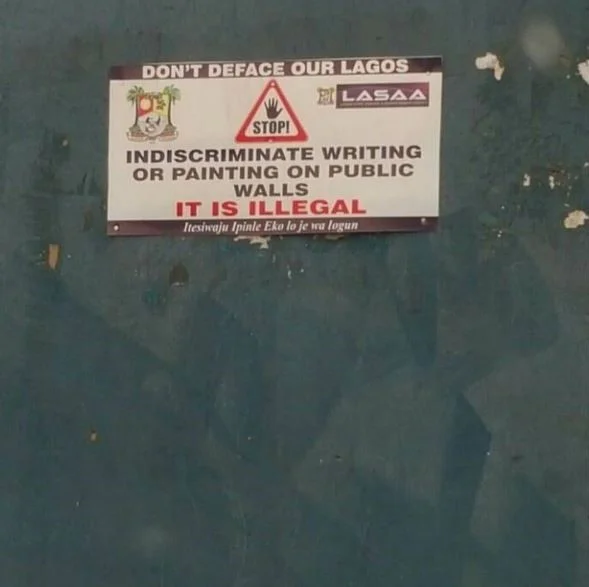 DON'T DEFACE OUR LAGOS
LASAA
STOP!
INDISCRIMINATE WRITING
OR PAINTING ON PUBLIC
WALLS
IT IS ILLEGAL
Itesiwaju Ipinle Eko lo je wa logun